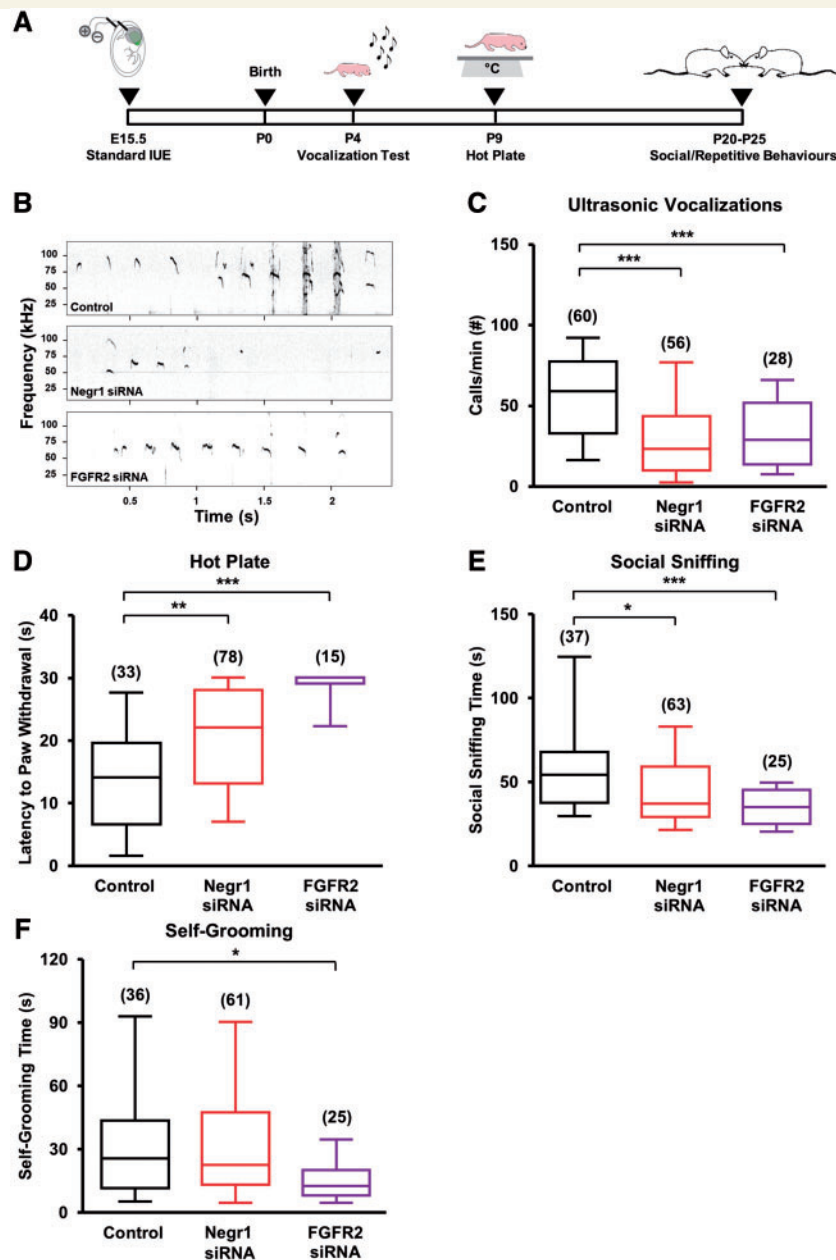 A
°C
Birth
E15.5 P0 P4 P9 P20-P25
Standard IUE Vocalization Test Hot Plate Social/Repetitive Behaviours
B
Frequency (kHz)
100
75
50
25
Control
100
75
50
25
Negr1 siRNA
100
75
50
25
FGFR2 siRNA
0.5 1 1.5 2
Time (s)
C
Ultrasonic Vocalizations
Calls/min (#)
150
100
50
0
***
***
(60) (56) (28)
Control Negr1 siRNA FGFR2 siRNA
D
Hot Plate
Latency to Paw Withdrawal (s)
40
30
20
10
0
***
**
(33) (78) (15)
Control Negr1 siRNA FGFR2 siRNA
E
Social Sniffing
Social Sniffing Time (s)
150
100
50
0
***
*
(37) (63) (25)
Control Negr1 siRNA FGFR2 siRNA
F
Self-Grooming
Self-Grooming Time (s)
120
90
60
30
0
*
(36) (61) (25)
Control Negr1 siRNA FGFR2 siRNA